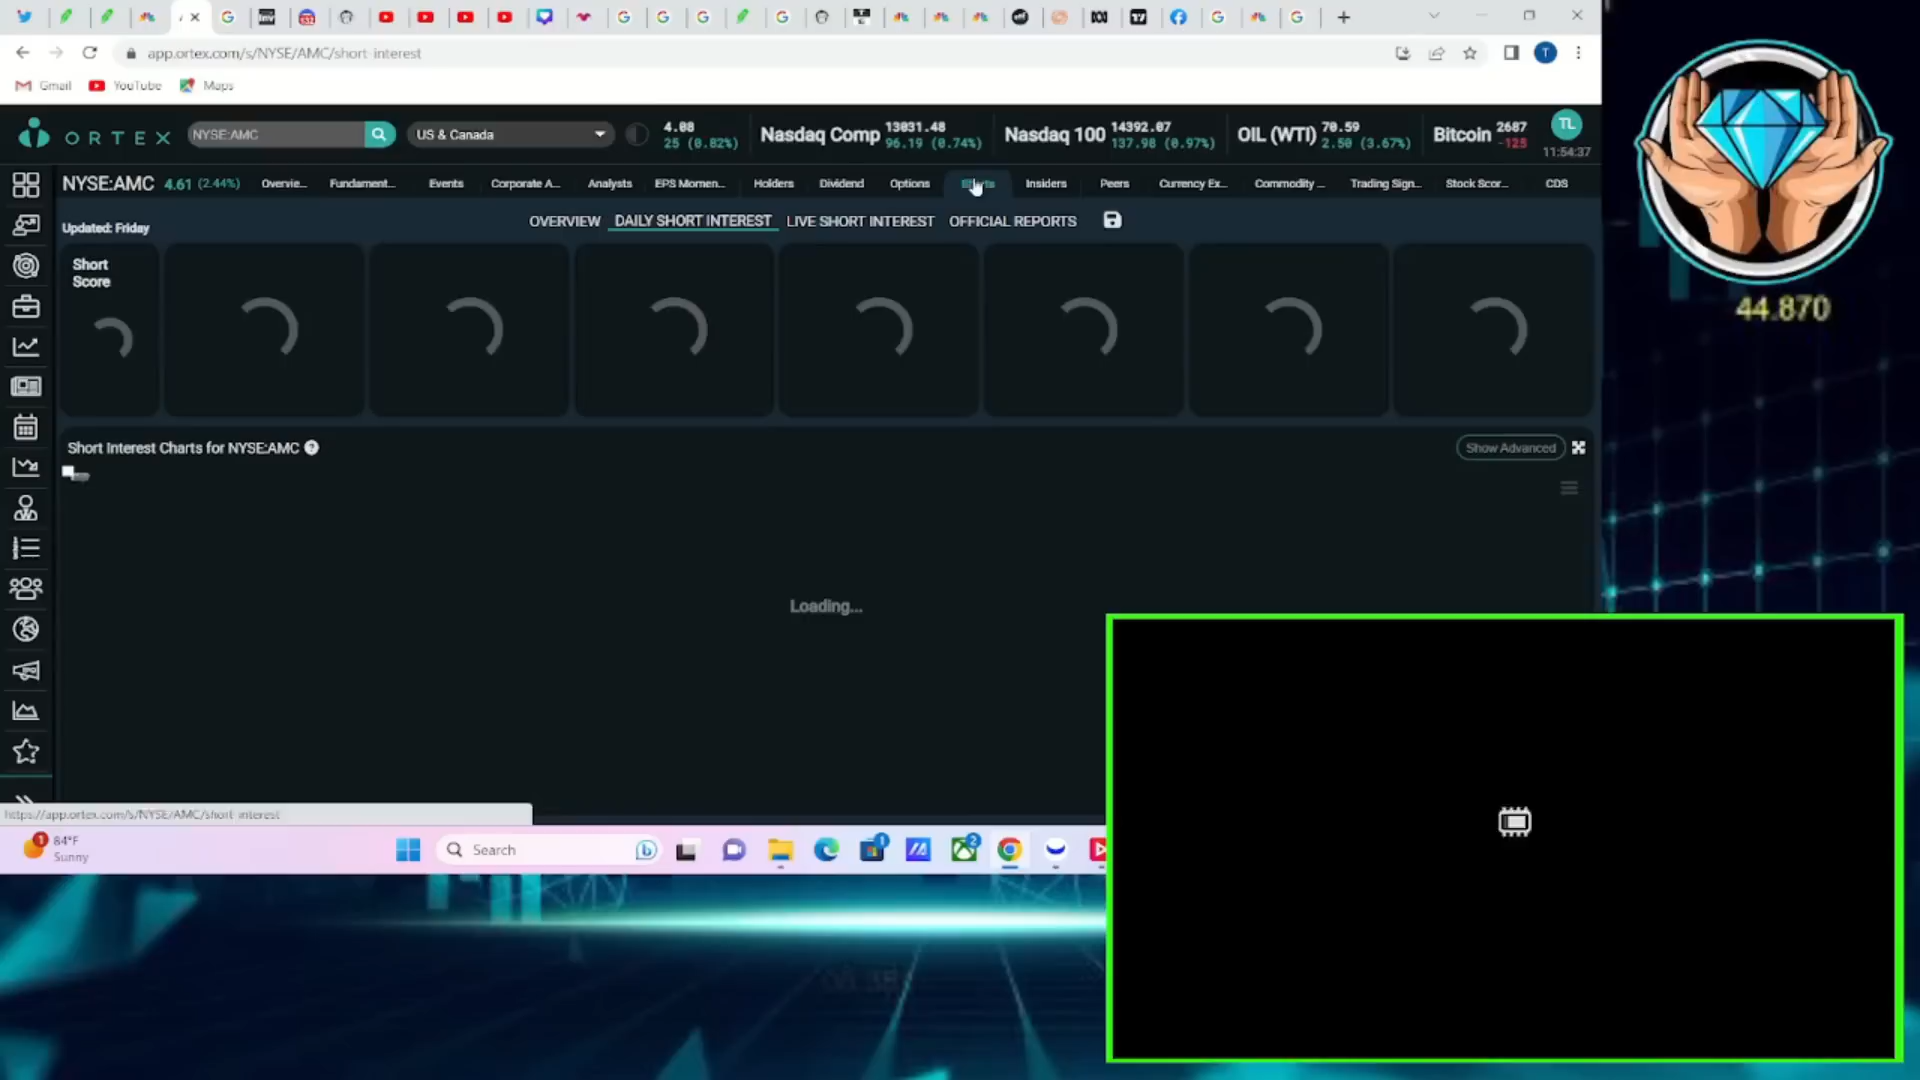 app.ortex.com/s/NYSE/AMC/short-interest
T
Gmail YouTube Maps
ORTEX NYSE:AMC US & Canada 4.08 25 (0.82%) Nasdaq Comp 13031.48 96.19 (0.74%) Nasdaq 100 14392.07 137.98 (0.97%) OIL (WTI) 70.59 2.50 (3.67%) Bitcoin 2687 -125 TL 11:54:37
NYSE:AMC 4.61 (2.44%) Overvie... Fundament... Events Corporate A... Analysts EPS Momen... Holders Dividend Options Insiders Peers Currency Ex... Commodity ... Trading Sign... Stock Scor... CDS
Updated: Friday OVERVIEW DAILY SHORT INTEREST LIVE SHORT INTEREST OFFICIAL REPORTS
Short
Score
44.870
Short Interest Charts for NYSE:AMC ? Show Advanced
Loading...
https://app.ortex.com/s/NYSE/AMC/short-interest
1 84°F
Sunny
Search
1
2